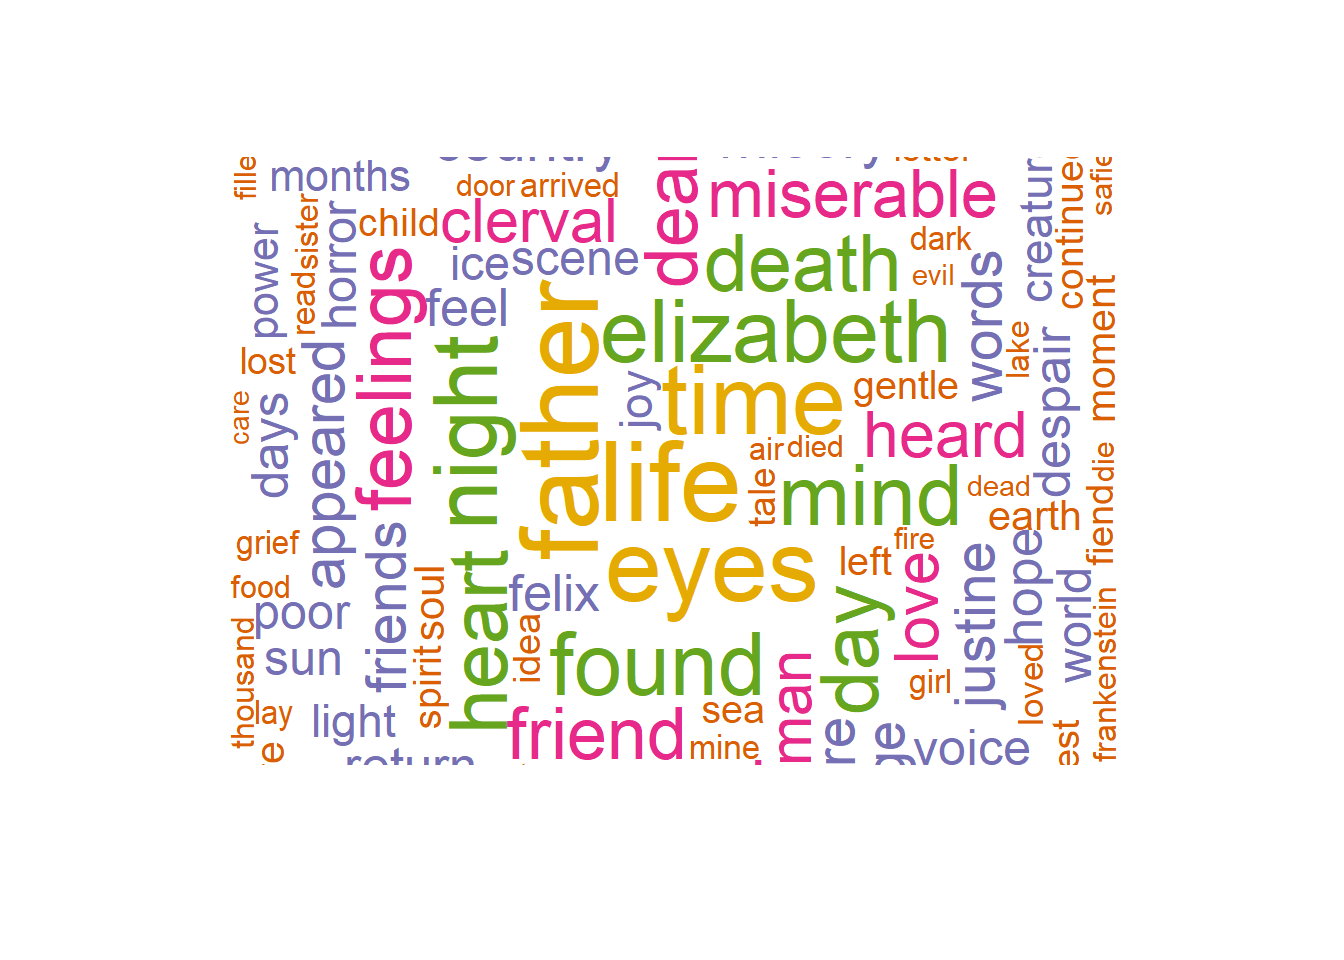 months
door
arrived
miserable
child
clerval
dark
power
read
sister
horror
feelings
ice
scene
death
evil
words
continue
safie
feel
elizabeth
lake
moment
lost
father
joy
time
gentle
despair
care
days
appeared
night
life
air
died
heard
tale
mind
dead
die
earth
fiend
grief
friends
soul
heart
felix
eyes
left
fire
love
justine
hope
world
food
poor
thousand
sun
spirit
idea
found
day
girl
loved
frankenstein
lay
light
friend
sea
mine
man
voice